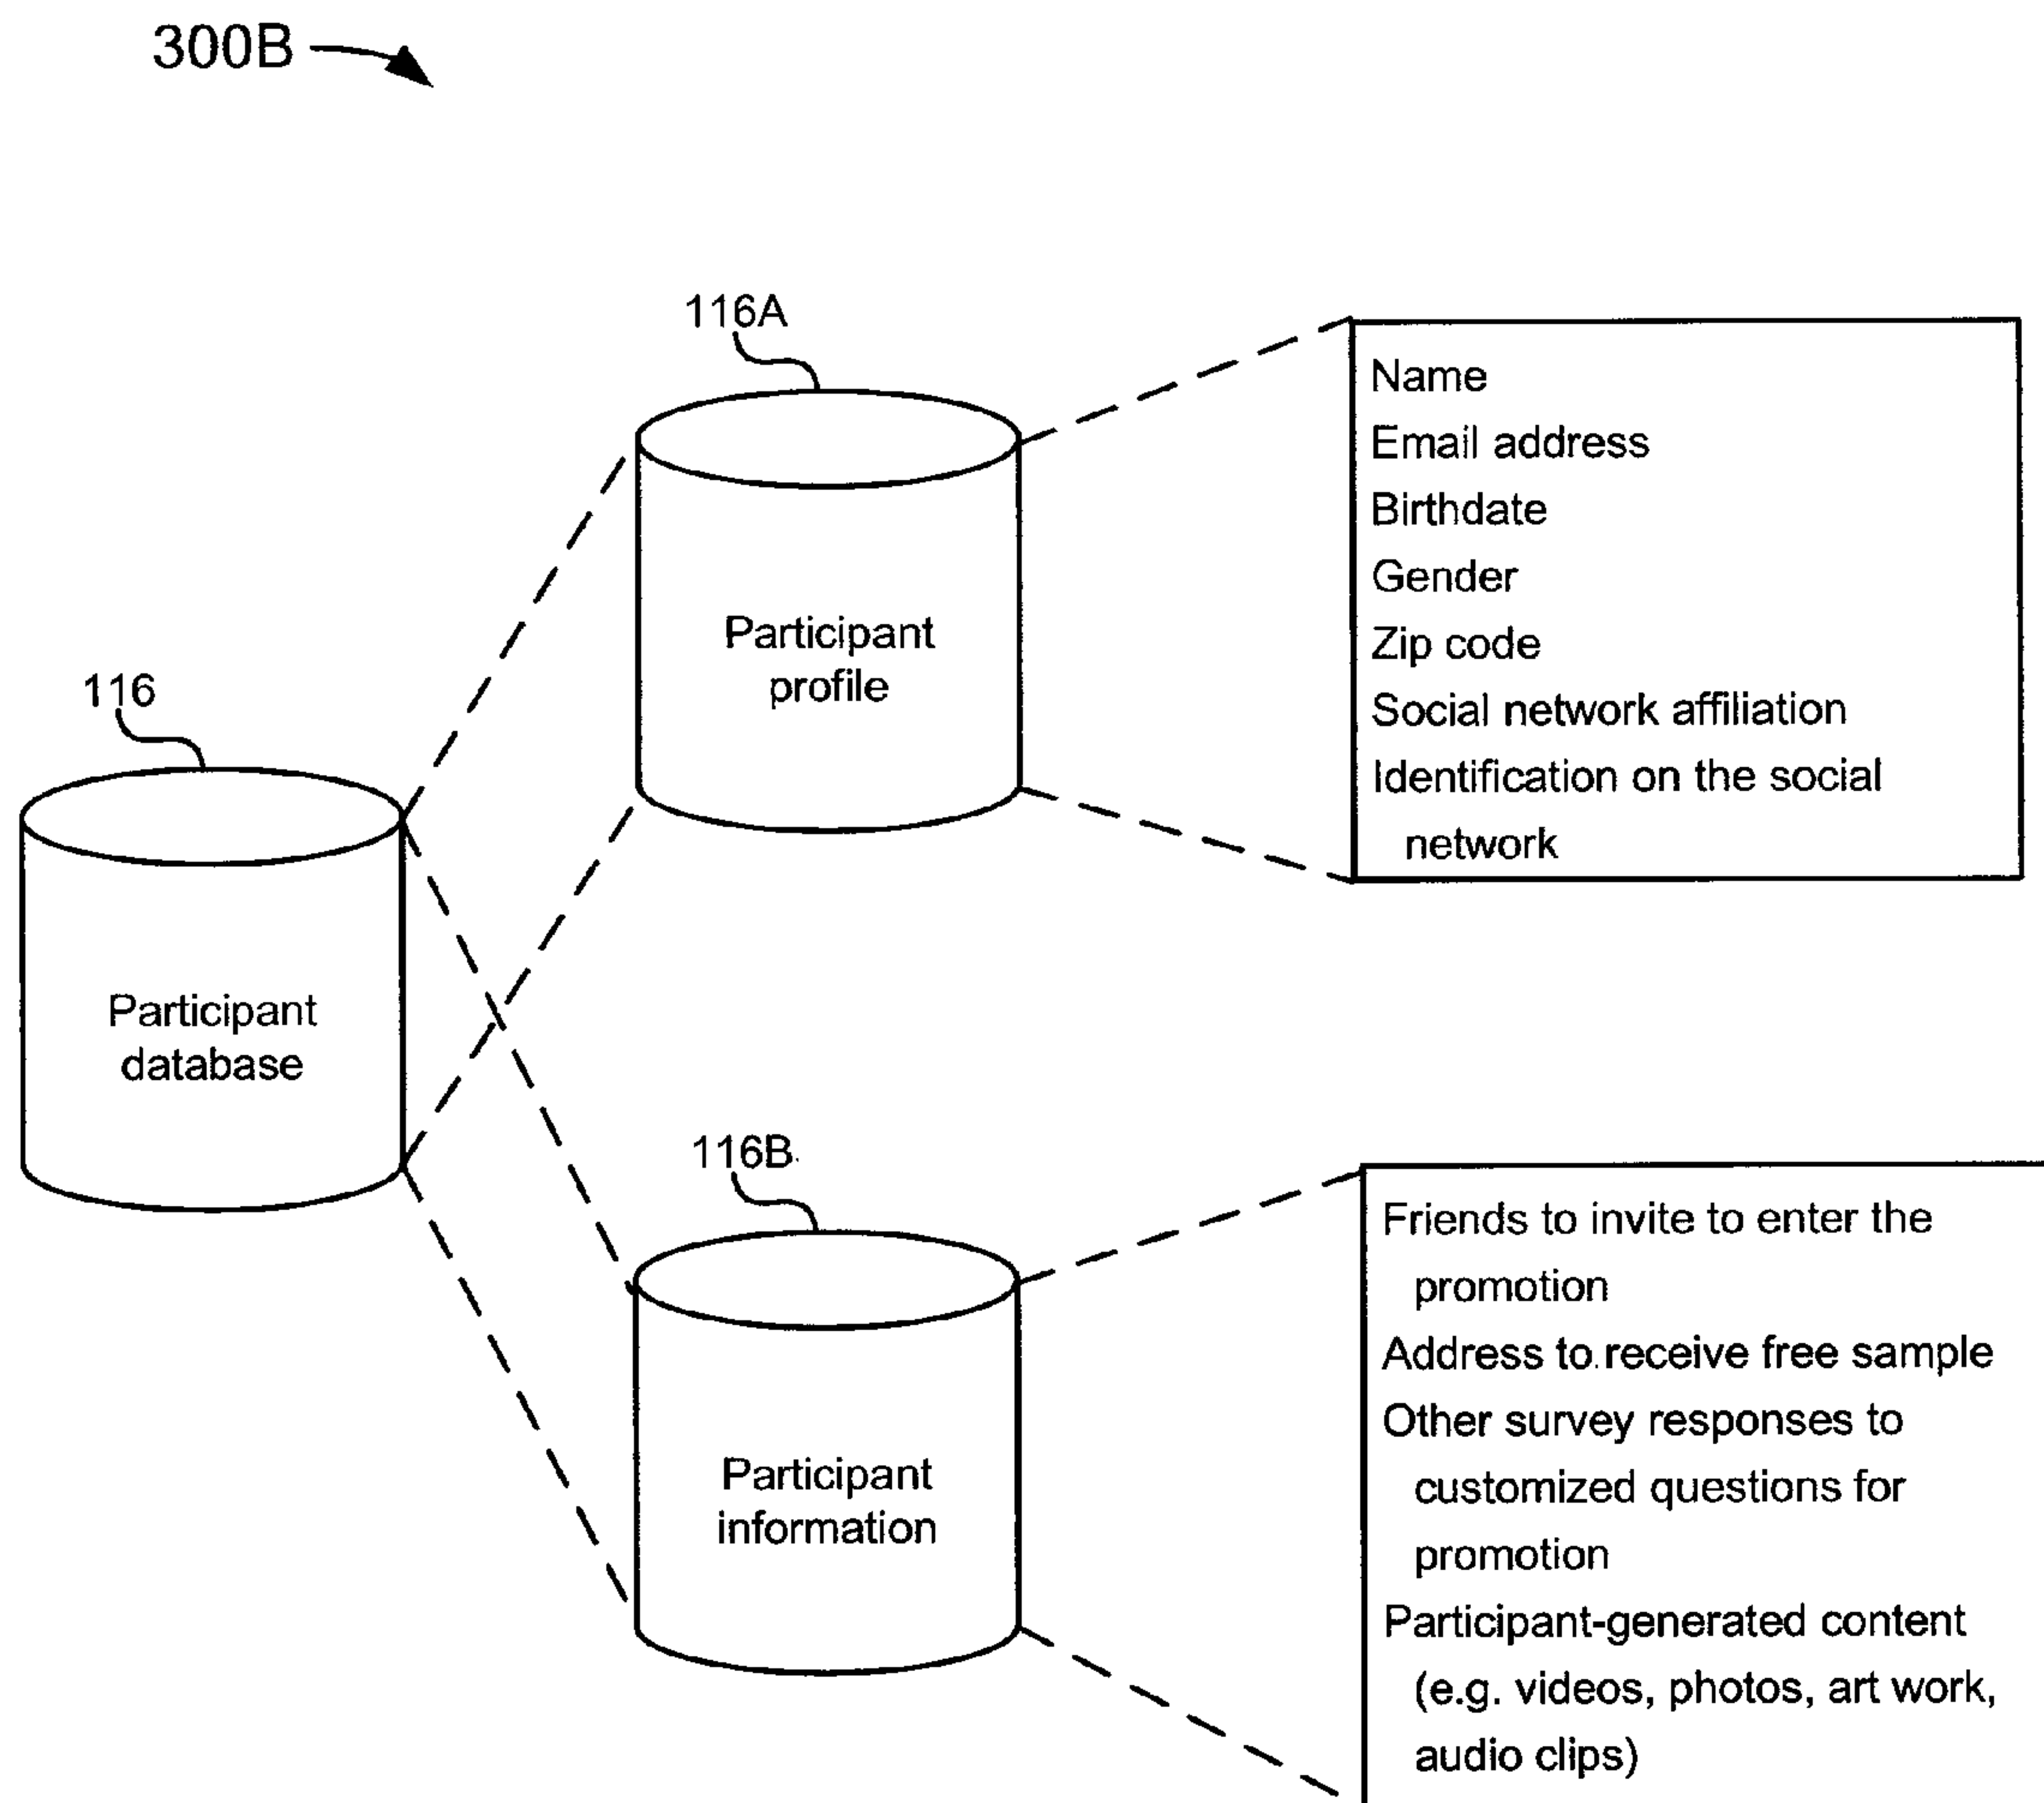 300B
116A
Name
Email address
Birthdate
Gender
Zip code
Social network affiliation
Identification on the social
network
Participant
profile
116
Participant
database
116B
Friends to invite to enter the
promotion
Address to receive free sample
Other survey responses to
customized questions for
promotion
Participant-generated content
(e.g. videos, photos, art work,
audio clips)
Participant
information